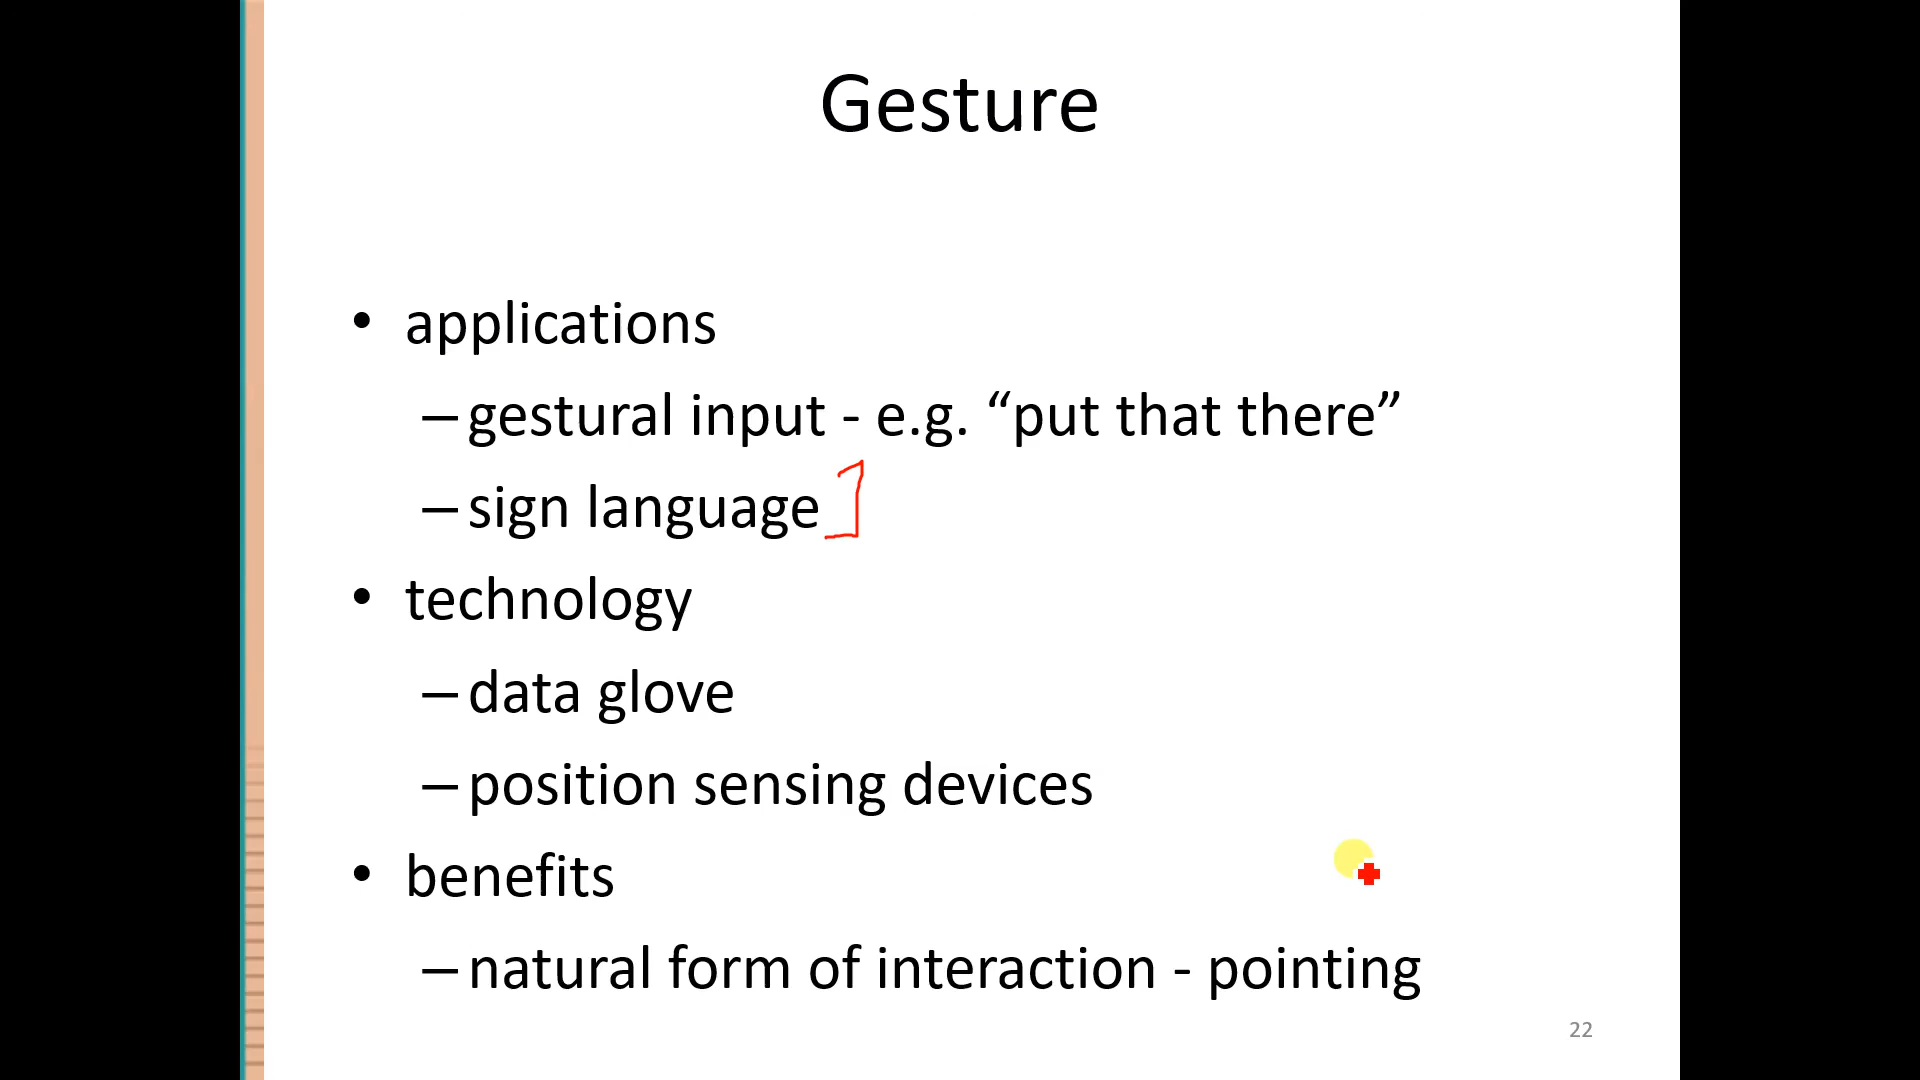 Gesture
• applications
– gestural input - e.g. “put that there”
– sign language
• technology
– data glove
– position sensing devices
• benefits
– natural form of interaction - pointing
22